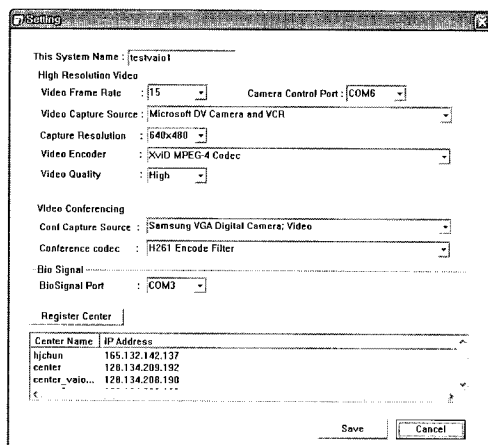 Setting
This System Name : testvaio1
High Resolution Video
Video Frame Rate : 15 Camera Control Port : COM6
Video Capture Source : Microsoft DV Camera and VCR
Capture Resolution : 640x480
Video Encoder : XviD MPEG-4 Codec
Video Quality : High
Video Conferencing
Conf Capture Source : Samsung VGA Digital Camera; Video
Conference codec : H261 Encode Filter
Bio Signal
BioSignal Port : COM3
Register Center
Center Name IP Address
hjchun 165.132.142.137
center 128.134.209.192
center_vaio... 128.134.208.190
Save Cancel